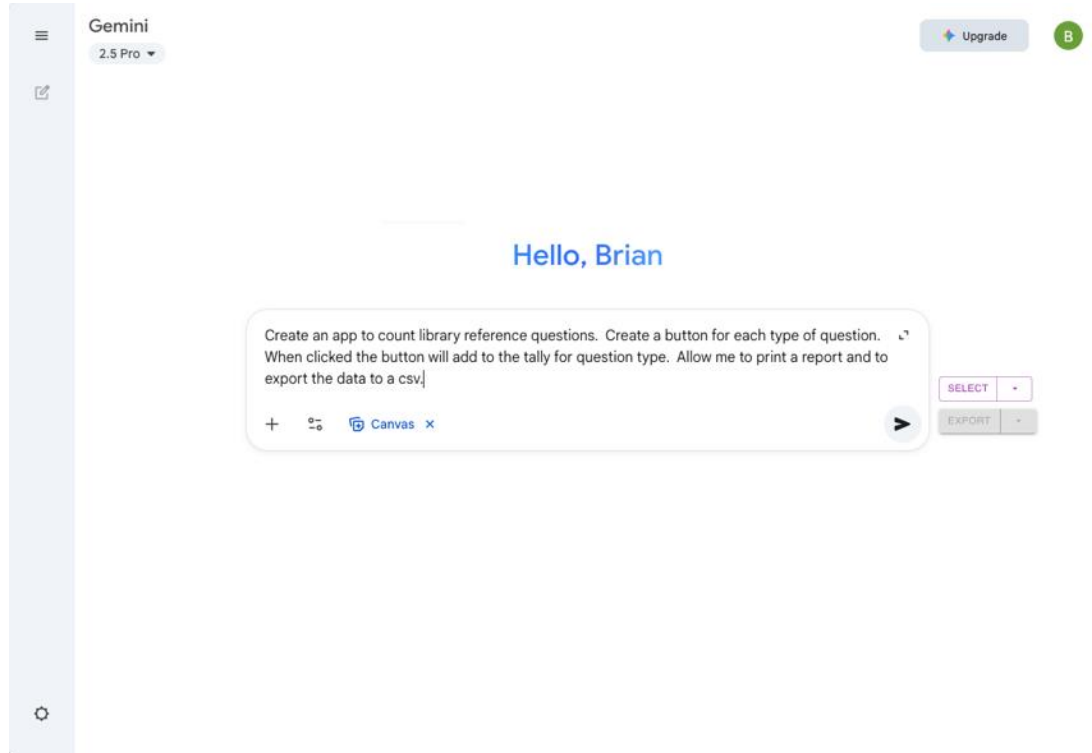 Gemini
2.5 Pro
Upgrade
B
Hello, Brian
Create an app to count library reference questions.  Create a button for each type of question.
When clicked the button will add to the tally for question type.  Allow me to print a report and to
export the data to a csv.
SELECT
EXPORT
Canvas